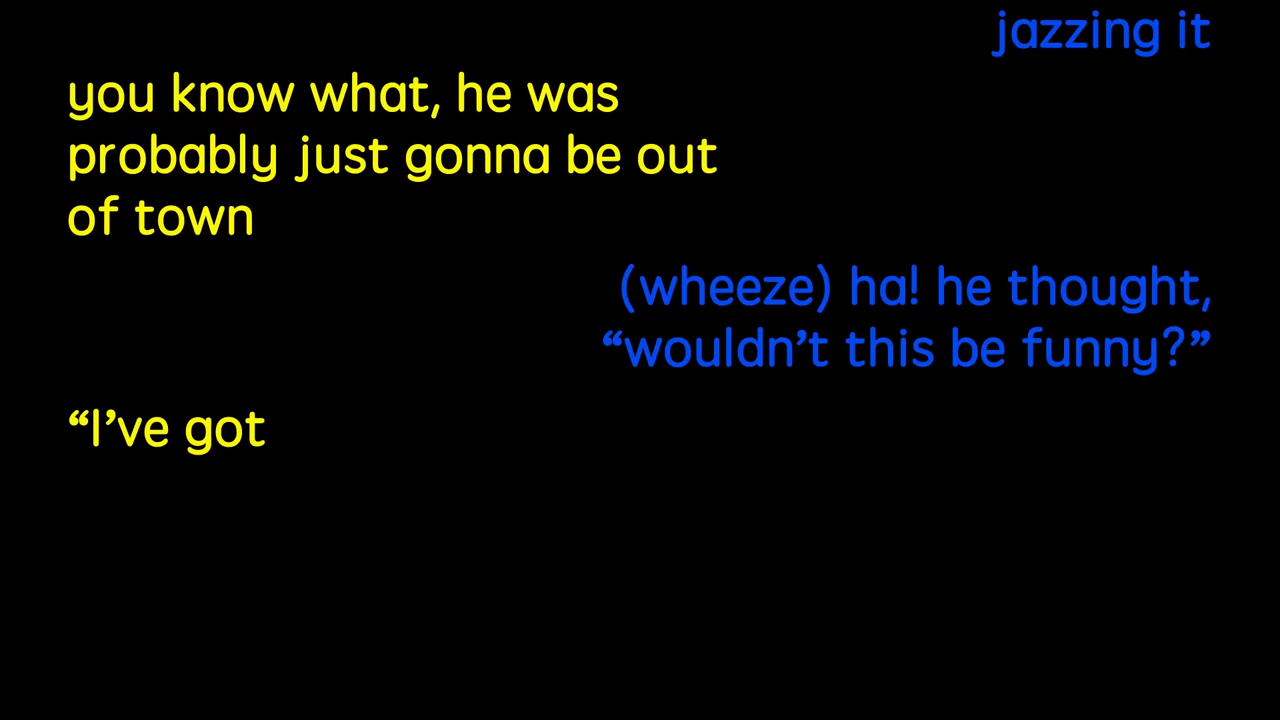 jazzing it
you know what, he was
probably just gonna be out
of town
(wheeze) ha! he thought,
“wouldn’t this be funny?”
“I’ve got